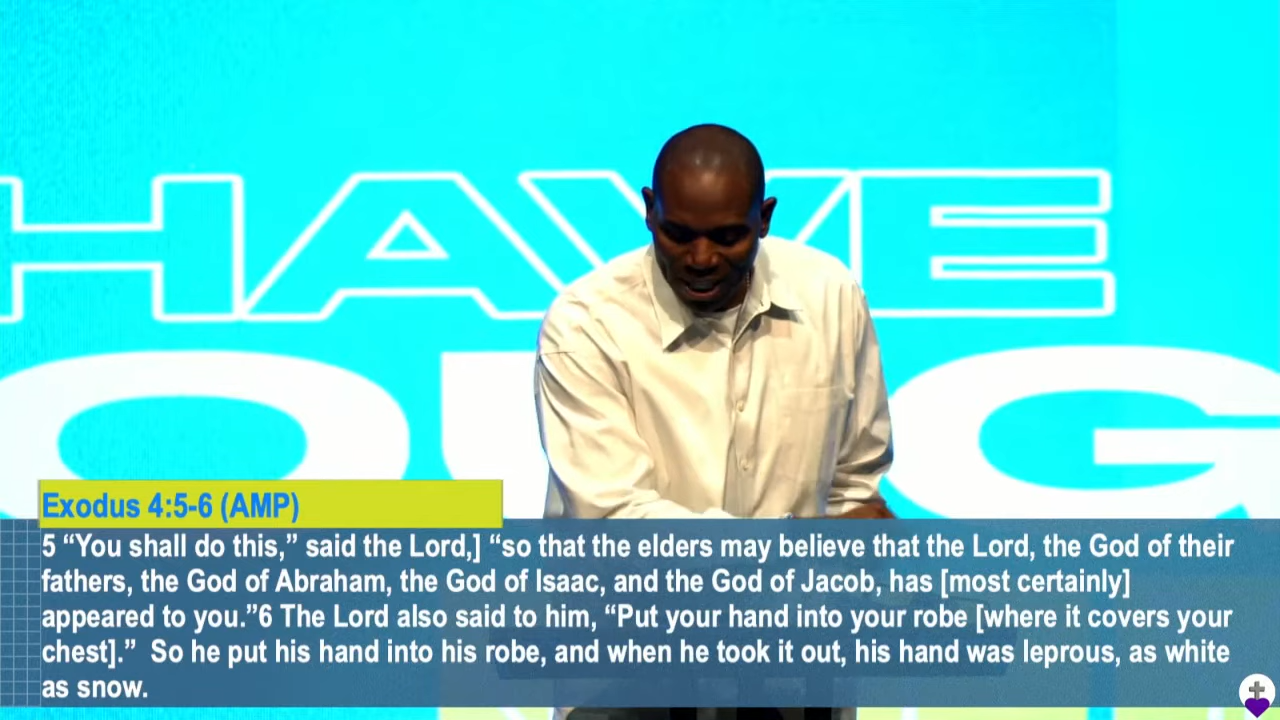 HAVE
Exodus 4:5-6 (AMP)
5 “You shall do this,” said the Lord,] “so that the elders may believe that the Lord, the God of their
fathers, the God of Abraham, the God of Isaac, and the God of Jacob, has [most certainly]
appeared to you.”6 The Lord also said to him, “Put your hand into your robe [where it covers your
chest].”  So he put his hand into his robe, and when he took it out, his hand was leprous, as white
as snow.